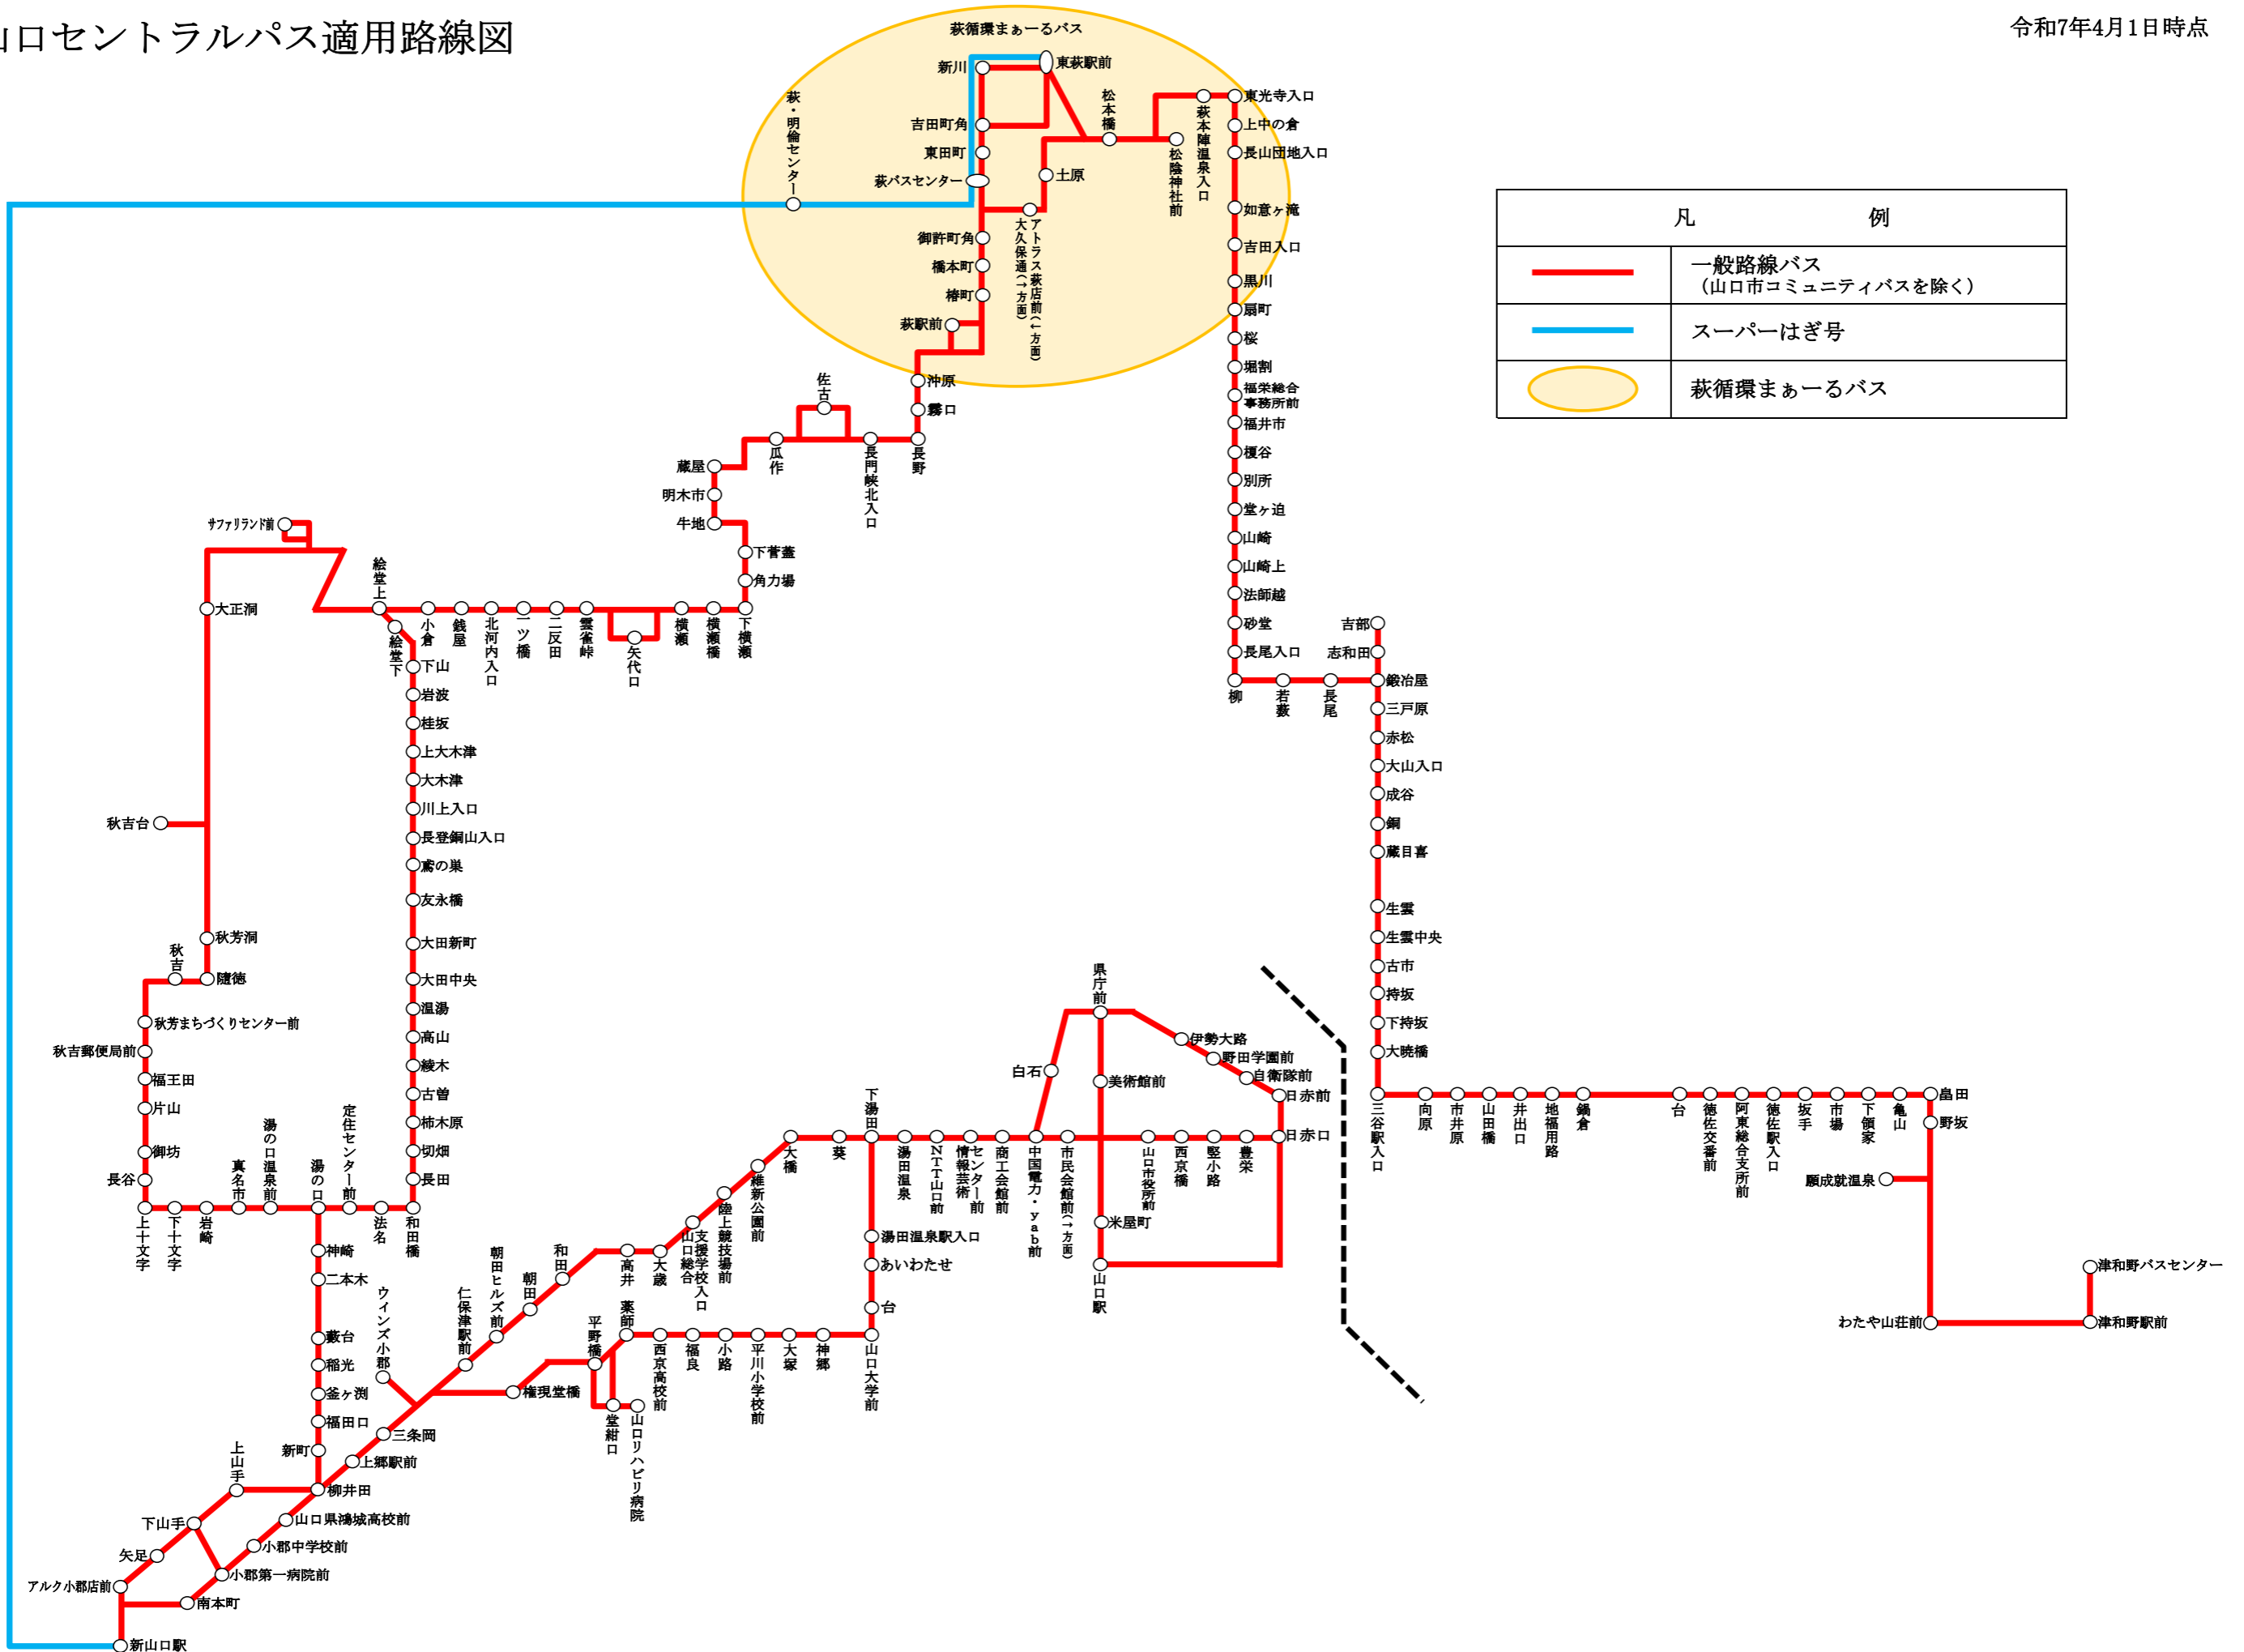 山口セントラルパス適用路線図
令和7年4月1日時点
萩循環まぁーるバス
新川
東萩駅前
萩・明倫センター
吉田町角
東田町
萩バスセンター
松本橋
土原
松陰神社前
萩本陣温泉入口
アトラス萩店前(←方面)
大久保通(→方面)
御許町角
橋本町
椿町
萩駅前
東光寺入口
上中の倉
長山団地入口
如意ヶ滝
吉田入口
黒川
扇町
桜
堀割
福栄総合
事務所前
福井市
榎谷
別所
堂ヶ迫
山崎
山崎上
法師越
砂堂
長尾入口
柳
若藪
長尾
凡例
一般路線バス
(山口市コミュニティバスを除く)
スーパーはぎ号
萩循環まぁーるバス
沖原
霧口
長野
長門峡北入口
佐古
瓜作
蔵屋
明木市
牛地
下菅蓋
角力場
下横瀬
横瀬橋
横瀬
矢代口
雲雀峠
二反田
一ツ橋
北河内入口
銭屋
小倉
絵堂上
絵堂下
サファリランド前
大正洞
秋吉台
秋芳洞
隨徳
秋吉
秋芳まちづくりセンター前
秋吉郵便局前
福王田
片山
御坊
長谷
上十文字
下十文字
岩崎
真名市
湯の口温泉前
湯の口
定住センター前
法名
和田橋
下山
岩波
桂坂
上大木津
大木津
川上入口
長登銅山入口
鳶の巣
友永橋
大田新町
大田中央
温湯
高山
綾木
古曽
柿木原
切畑
長田
神崎
二本木
藪台
稲光
釜ヶ渕
福田口
新町
柳井田
上山手
下山手
矢足
アルク小郡店前
新山口駅
南本町
小郡第一病院前
小郡中学校前
山口県鴻城高校前
上郷駅前
三条岡
ウィンズ小郡
仁保津駅前
朝田ヒルズ前
朝田
和田
高井
大歳
山口総合
支援学校入口
陸上競技場前
維新公園前
大橋
葵
下湯田
湯田温泉
NTT山口前
情報芸術
センター前
商工会館前
中国電力・yab前
市民会館前(→方面)
山口市役所前
西京橋
竪小路
豊栄
日赤口
日赤前
自衛隊前
野田学園前
伊勢大路
県庁前
白石
美術館前
米屋町
山口駅
湯田温泉駅入口
あいわたせ
台
山口大学前
神郷
大塚
平川小学校前
小路
福良
西京高校前
薬師
平野橋
権現堂橋
堂紺口
山口リハビリ病院
吉部
志和田
鍛冶屋
三戸原
赤松
大山入口
成谷
銅
蔵目喜
生雲
生雲中央
古市
持坂
下持坂
大暁橋
三谷駅入口
向原
市井原
山田橋
井出口
地福用路
鍋倉
台
徳佐交番前
阿東総合支所前
徳佐駅入口
坂手
市場
下領家
亀山
畠田
野坂
願成就温泉
わたや山荘前
津和野駅前
津和野バスセンター